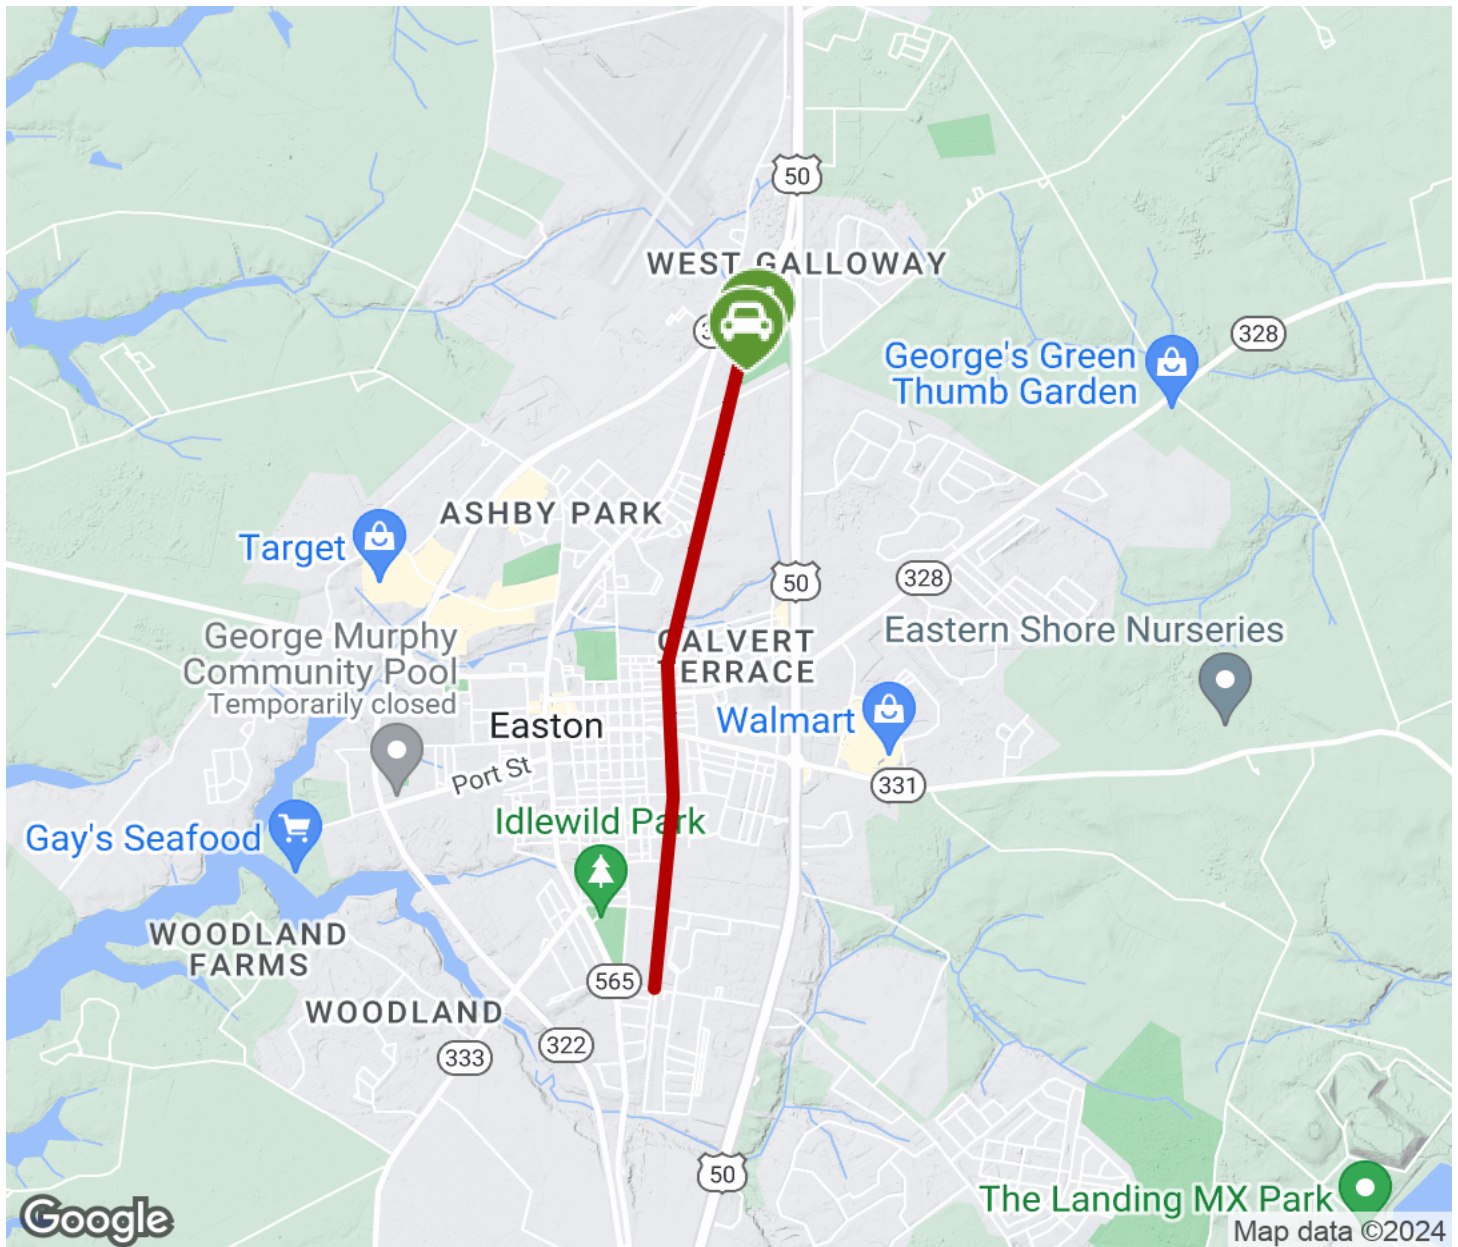 50
WEST GALLOWAY
328
George's Green
Thumb Garden
ASHBY PARK
Target
50
328
George Murphy
Community Pool
Temporarily closed
CALVERT
TERRACE
Eastern Shore Nurseries
Easton
Walmart
Port St
331
Idlewild Park
Gay's Seafood
WOODLAND
FARMS
565
WOODLAND
333
322
50
The Landing MX Park
Google
Map data ©2024